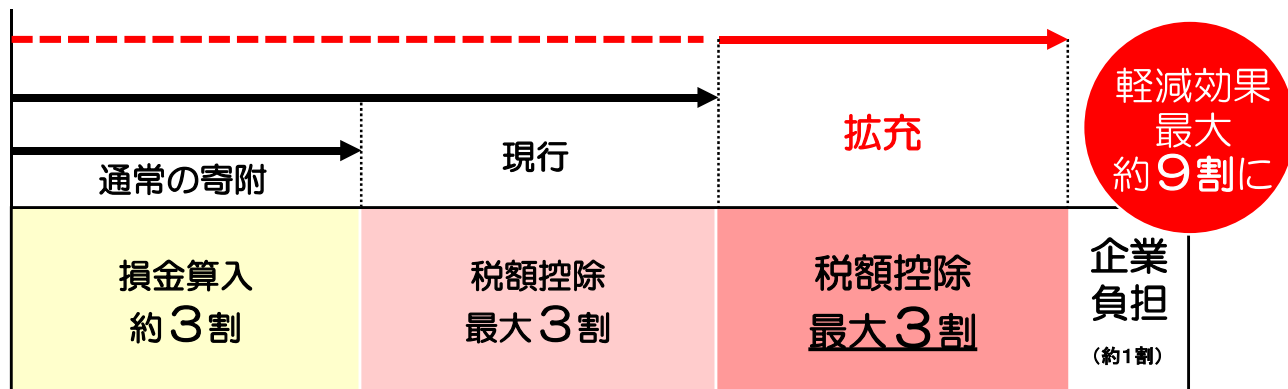 軽減効果
最大
約９割に
拡充
現行
通常の寄附
損金算入
約３割
税額控除
最大３割
税額控除
最大３割
企業
負担
(約1割)